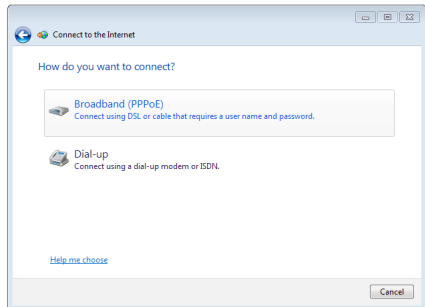 Connect to the Internet
How do you want to connect?
Broadband (PPPoE)
Connect using DSL or cable that requires a user name and password.
Dial-up
Connect using a dial-up modem or ISDN.
Help me choose
Cancel